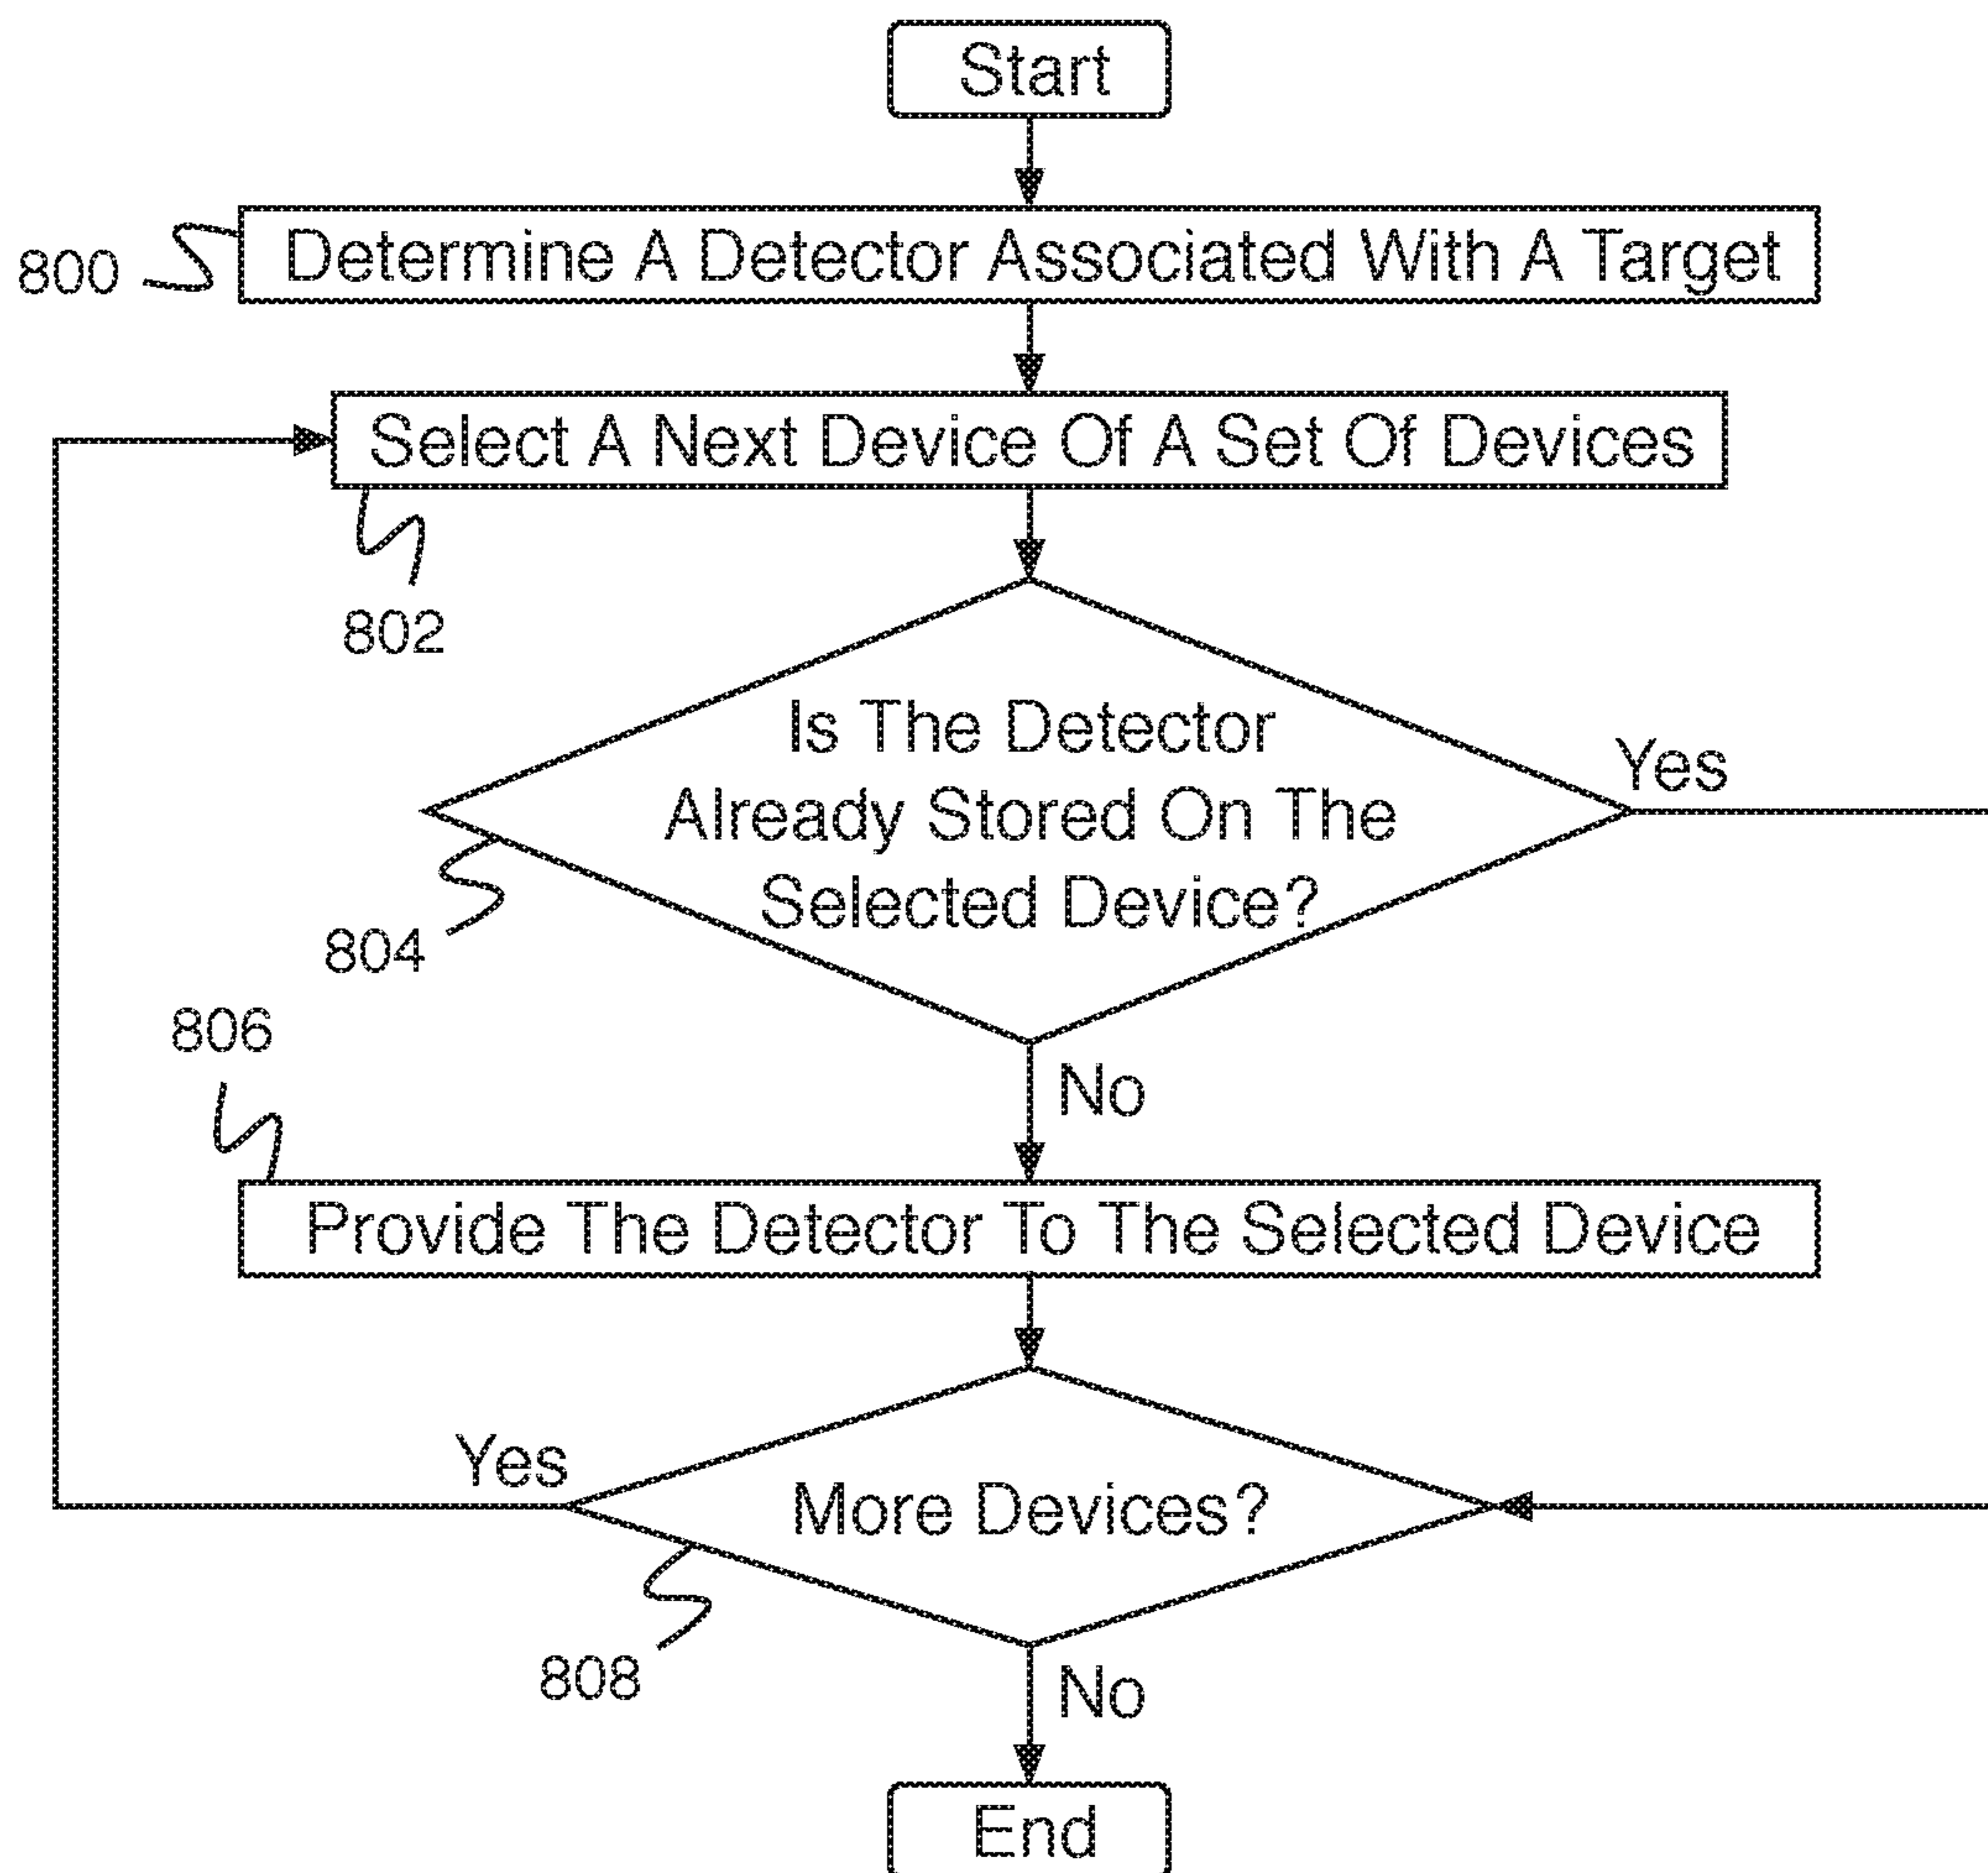 Start
800
Determine A Detector Associated With A Target
Select A Next Device Of A Set Of Devices
802
Is The Detector
Already Stored On The
Selected Device?
Yes
804
No
806
Provide The Detector To The Selected Device
More Devices?
Yes
808
No
End